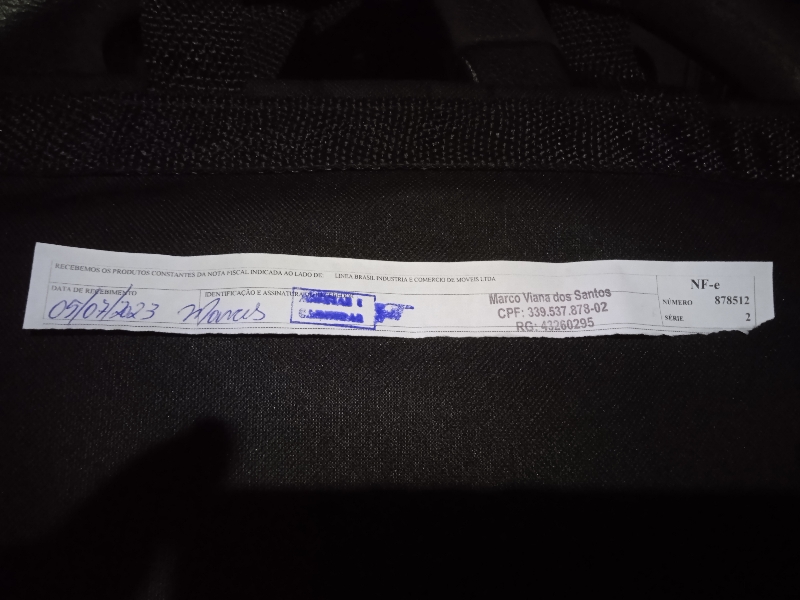 RECEBEMOS OS PRODUTOS CONSTANTES DA NOTA FISCAL INDICADA AO LADO DE LINEA BRASIL INDUSTRIA E COMERCIO DE MOVEIS LTDA
DATA DE RECEBIMENTO
IDENTIFICAÇÃO E ASSINATURA
05/07/2023
Marco Viana dos Santos
CPF: 339.537.878-02
RG: 43260295
NF-e
NÚMERO 878512
SÉRIE 2